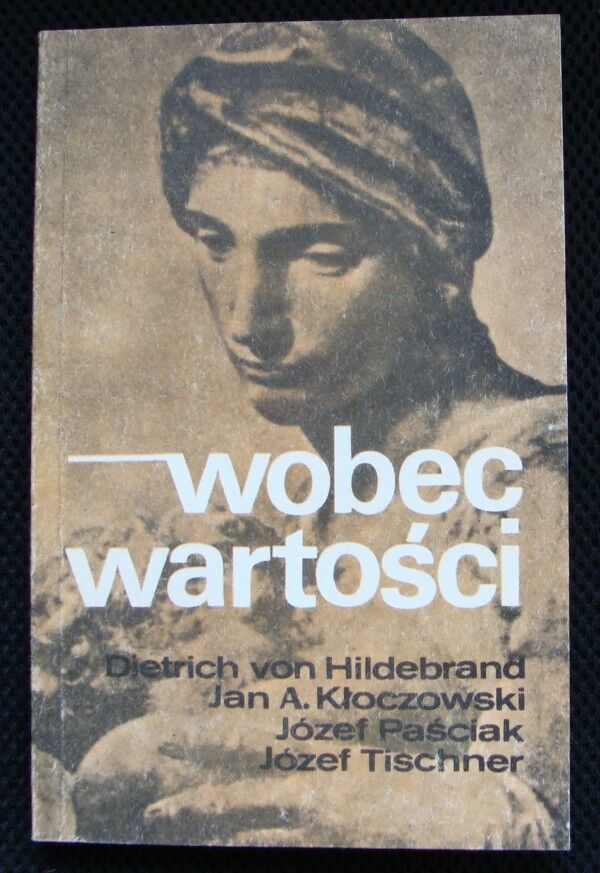 wobec
wartości
Dietrich von Hildebrand
Jan A. Kłoczowski
Józef Paściak
Józef Tischner